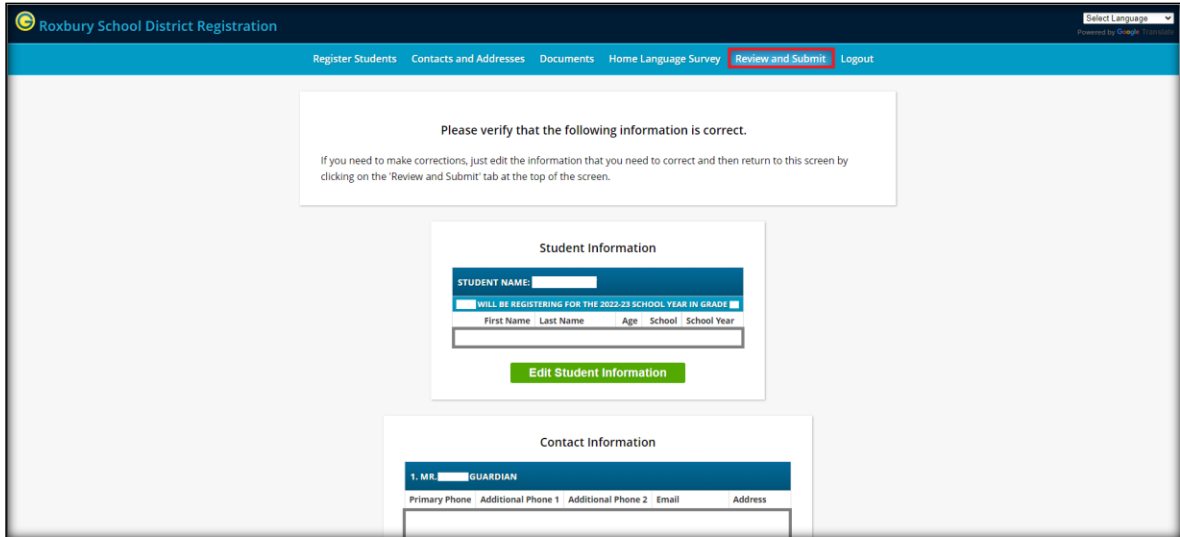 Roxbury School District Registration
Select Language
Powered by Google Translate
Register Students Contacts and Addresses Documents Home Language Survey Review and Submit Logout
Please verify that the following information is correct.
If you need to make corrections, just edit the information that you need to correct and then return to this screen by
clicking on the 'Review and Submit' tab at the top of the screen.
Student Information
STUDENT NAME:
WILL BE REGISTERING FOR THE 2022-23 SCHOOL YEAR IN GRADE
First Name Last Name Age School School Year
Edit Student Information
Contact Information
1. MR. GUARDIAN
Primary Phone Additional Phone 1 Additional Phone 2 Email Address